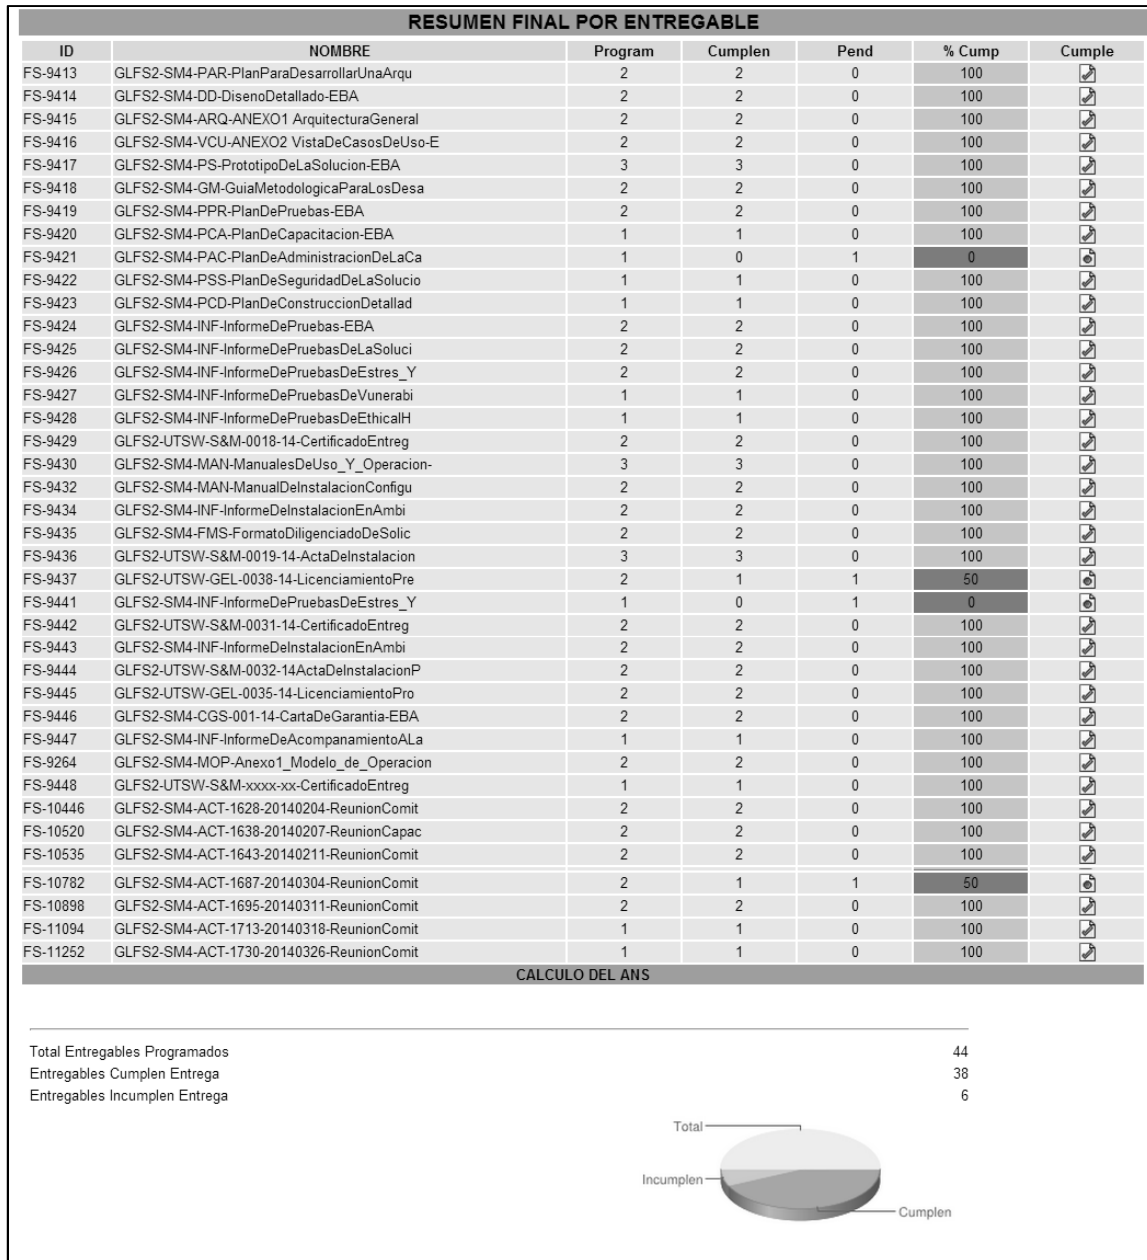 RESUMEN FINAL POR ENTREGABLE
ID NOMBRE Program Cumplen Pend % Cump Cumple
FS-9413 GLFS2-SM4-PAR-PlanParaDesarrollarUnaArqu 2 2 0 100
FS-9414 GLFS2-SM4-DD-DisenoDetallado-EBA 2 2 0 100
FS-9415 GLFS2-SM4-ARQ-ANEXO1 ArquitecturaGeneral 2 2 0 100
FS-9416 GLFS2-SM4-VCU-ANEXO2 VistaDeCasosDeUso-E 2 2 0 100
FS-9417 GLFS2-SM4-PS-PrototipoDeLaSolucion-EBA 3 3 0 100
FS-9418 GLFS2-SM4-GM-GuiaMetodologicaParaLosDesa 2 2 0 100
FS-9419 GLFS2-SM4-PPR-PlanDePruebas-EBA 2 2 0 100
FS-9420 GLFS2-SM4-PCA-PlanDeCapacitacion-EBA 1 1 0 100
FS-9421 GLFS2-SM4-PAC-PlanDeAdministracionDeLaCa 1 0 1 0
FS-9422 GLFS2-SM4-PSS-PlanDeSeguridadDeLaSolucio 1 1 0 100
FS-9423 GLFS2-SM4-PCD-PlanDeConstruccionDetallad 1 1 0 100
FS-9424 GLFS2-SM4-INF-InformeDePruebas-EBA 2 2 0 100
FS-9425 GLFS2-SM4-INF-InformeDePruebasDeLaSoluci 2 2 0 100
FS-9426 GLFS2-SM4-INF-InformeDePruebasDeEstres_Y 2 2 0 100
FS-9427 GLFS2-SM4-INF-InformeDePruebasDeVunerabi 1 1 0 100
FS-9428 GLFS2-SM4-INF-InformeDePruebasDeEthicalH 1 1 0 100
FS-9429 GLFS2-UTSW-S&M-0018-14-CertificadoEntreg 2 2 0 100
FS-9430 GLFS2-SM4-MAN-ManualesDeUso_Y_Operacion- 3 3 0 100
FS-9432 GLFS2-SM4-MAN-ManualDeInstalacionConfigu 2 2 0 100
FS-9434 GLFS2-SM4-INF-InformeDeInstalacionEnAmbi 2 2 0 100
FS-9435 GLFS2-SM4-FMS-FormatoDiligenciadoDeSolic 2 2 0 100
FS-9436 GLFS2-UTSW-S&M-0019-14-ActaDeInstalacion 3 3 0 100
FS-9437 GLFS2-UTSW-GEL-0038-14-LicenciamientoPre 2 1 1 50
FS-9441 GLFS2-SM4-INF-InformeDePruebasDeEstres_Y 1 0 1 0
FS-9442 GLFS2-UTSW-S&M-0031-14-CertificadoEntreg 2 2 0 100
FS-9443 GLFS2-SM4-INF-InformeDeInstalacionEnAmbi 2 2 0 100
FS-9444 GLFS2-UTSW-S&M-0032-14ActaDeInstalacionP 2 2 0 100
FS-9445 GLFS2-UTSW-GEL-0035-14-LicenciamientoPro 2 2 0 100
FS-9446 GLFS2-SM4-CGS-001-14-CartaDeGarantia-EBA 2 2 0 100
FS-9447 GLFS2-SM4-INF-InformeDeAcompanamientoALa 1 1 0 100
FS-9264 GLFS2-SM4-MOP-Anexo1_Modelo_de_Operacion 2 2 0 100
FS-9448 GLFS2-UTSW-S&M-xxxx-xx-CertificadoEntreg 1 1 0 100
FS-10446 GLFS2-SM4-ACT-1628-20140204-ReunionComit 2 2 0 100
FS-10520 GLFS2-SM4-ACT-1638-20140207-ReunionCapac 2 2 0 100
FS-10535 GLFS2-SM4-ACT-1643-20140211-ReunionComit 2 2 0 100
FS-10782 GLFS2-SM4-ACT-1687-20140304-ReunionComit 2 1 1 50
FS-10898 GLFS2-SM4-ACT-1695-20140311-ReunionComit 2 2 0 100
FS-11094 GLFS2-SM4-ACT-1713-20140318-ReunionComit 1 1 0 100
FS-11252 GLFS2-SM4-ACT-1730-20140326-ReunionComit 1 1 0 100
CALCULO DEL ANS
Total Entregables Programados 44
Entregables Cumplen Entrega 38
Entregables Incumplen Entrega 6
Total
Incumplen
Cumplen